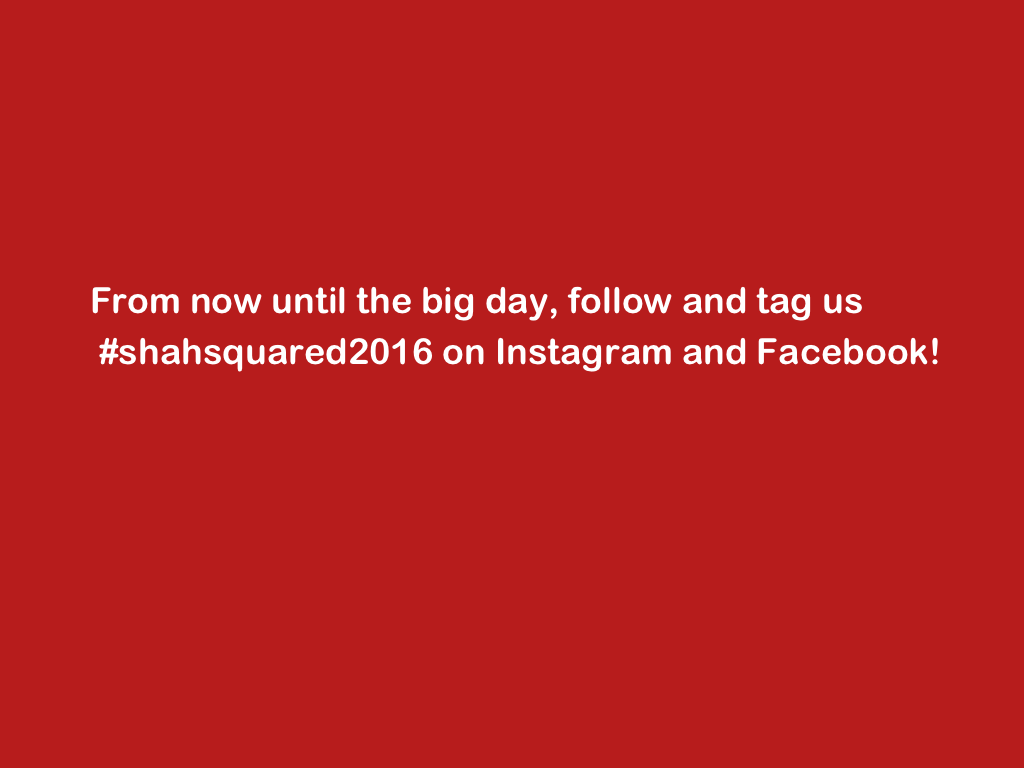 From now until the big day, follow and tag us
#shahsquared2016 on Instagram and Facebook!